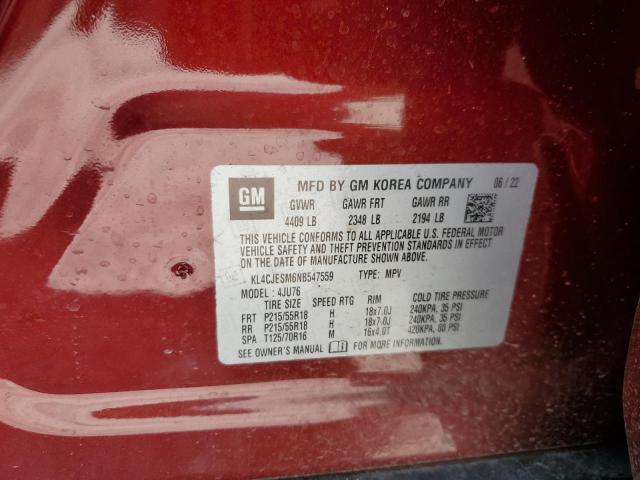 GM
MFD BY GM KOREA COMPANY 06 / 22
GVWR GAWR FRT GAWR RR
4409 LB 2348 LB 2194 LB
THIS VEHICLE CONFORMS TO ALL APPLICABLE U.S. FEDERAL MOTOR
VEHICLE SAFETY AND THEFT PREVENTION STANDARDS IN EFFECT
ON THE DATE OF MANUFACTURE SHOWN ABOVE.
KL4CJESM6NB547559 TYPE: MPV
MODEL : 4JU76
TIRE SIZE SPEED RTG RIM COLD TIRE PRESSURE
FRT P215/55R18 H 18x7.0J 240KPA, 35 PSI
RR P215/55R18 H 18x7.0J 240KPA, 35 PSI
SPA T125/70R16 M 16x4.0T 420KPA, 60 PSI
SEE OWNER'S MANUAL FOR MORE INFORMATION